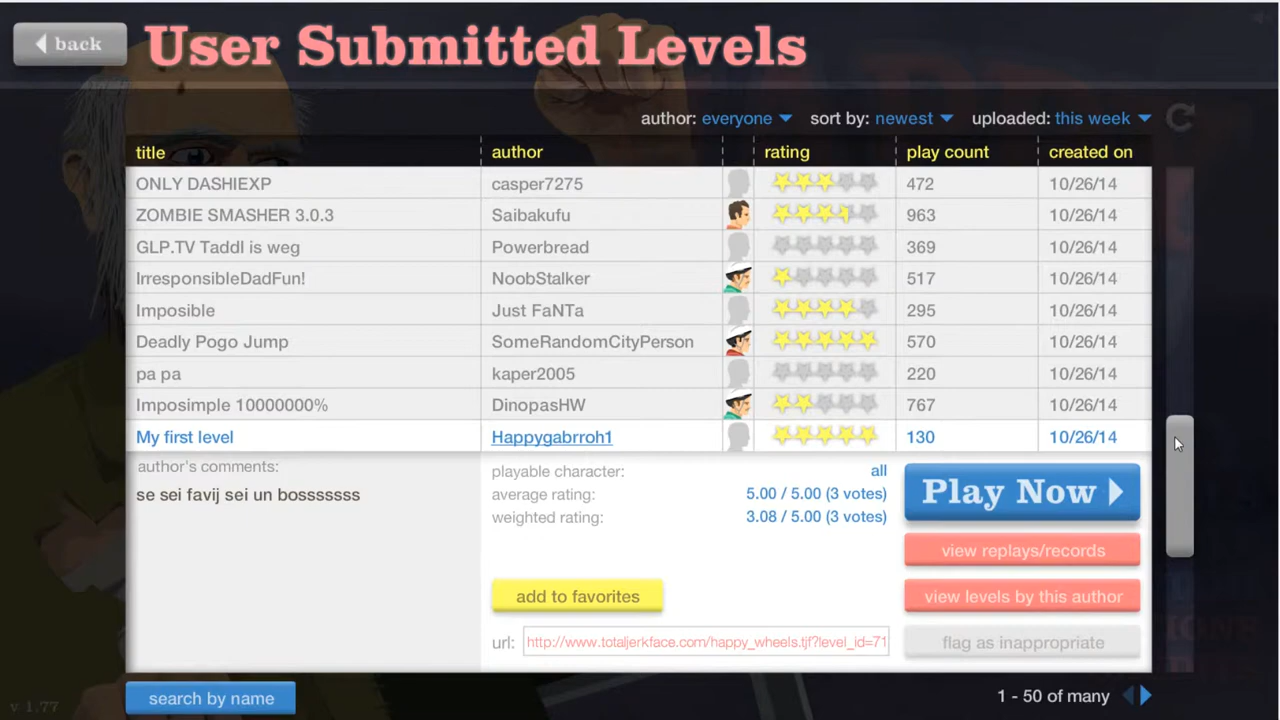 back
User Submitted Levels
author: everyone sort by: newest uploaded: this week
title author rating play count created on
ONLY DASHIEXP casper7275 472 10/26/14
ZOMBIE SMASHER 3.0.3 Saibakufu 963 10/26/14
GLP.TV Taddl is weg Powerbread 369 10/26/14
IrresponsibleDadFun! NoobStalker 517 10/26/14
Imposible Just FaNTa 295 10/26/14
Deadly Pogo Jump SomeRandomCityPerson 570 10/26/14
pa pa kaper2005 220 10/26/14
Imposimple 10000000% DinopasHW 767 10/26/14
My first level Happygabrroh1 130 10/26/14
author's comments:
se sei favij sei un bosssssss
playable character: all
average rating: 5.00 / 5.00 (3 votes)
weighted rating: 3.08 / 5.00 (3 votes)
add to favorites
url: http://www.totaljerkface.com/happy_wheels.tjf?level_id=71
Play Now
view replays/records
view levels by this author
flag as inappropriate
v 1.77
search by name
1 - 50 of many